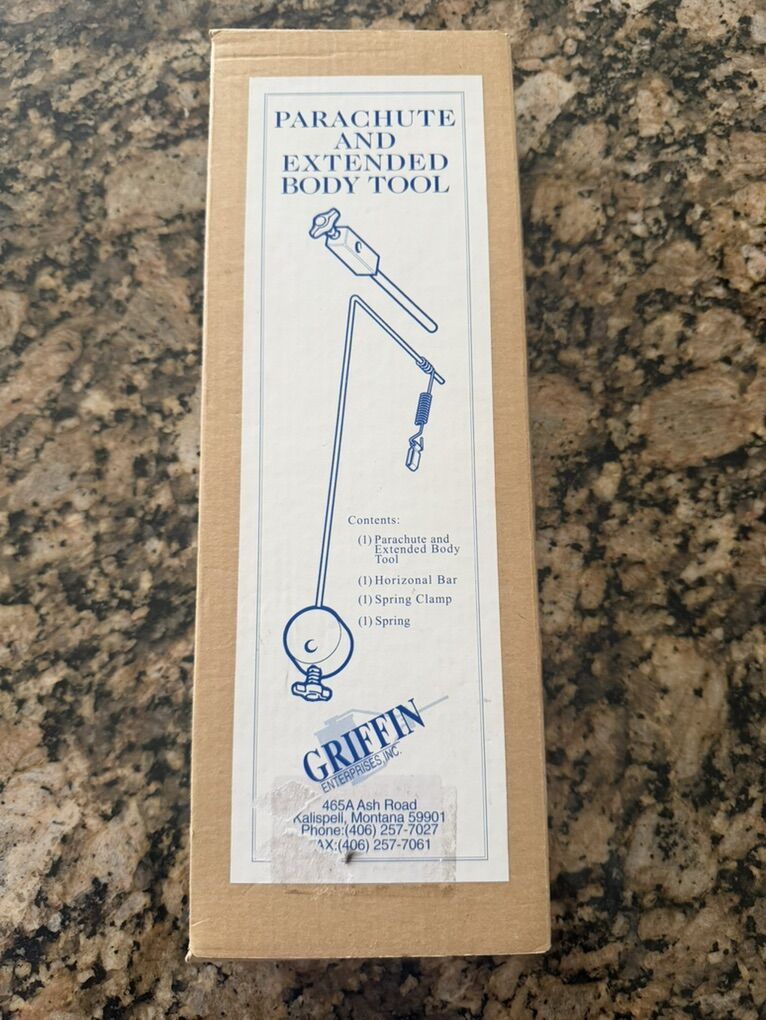 PARACHUTE
AND
EXTENDED
BODY TOOL
Contents:
(1) Parachute and
Extended Body
Tool
(1) Horizonal Bar
(1) Spring Clamp
(1) Spring
GRIFFIN
ENTERPRISES, INC.
465A Ash Road
Kalispell, Montana 59901
Phone:(406) 257-7027
AX:(406) 257-7061